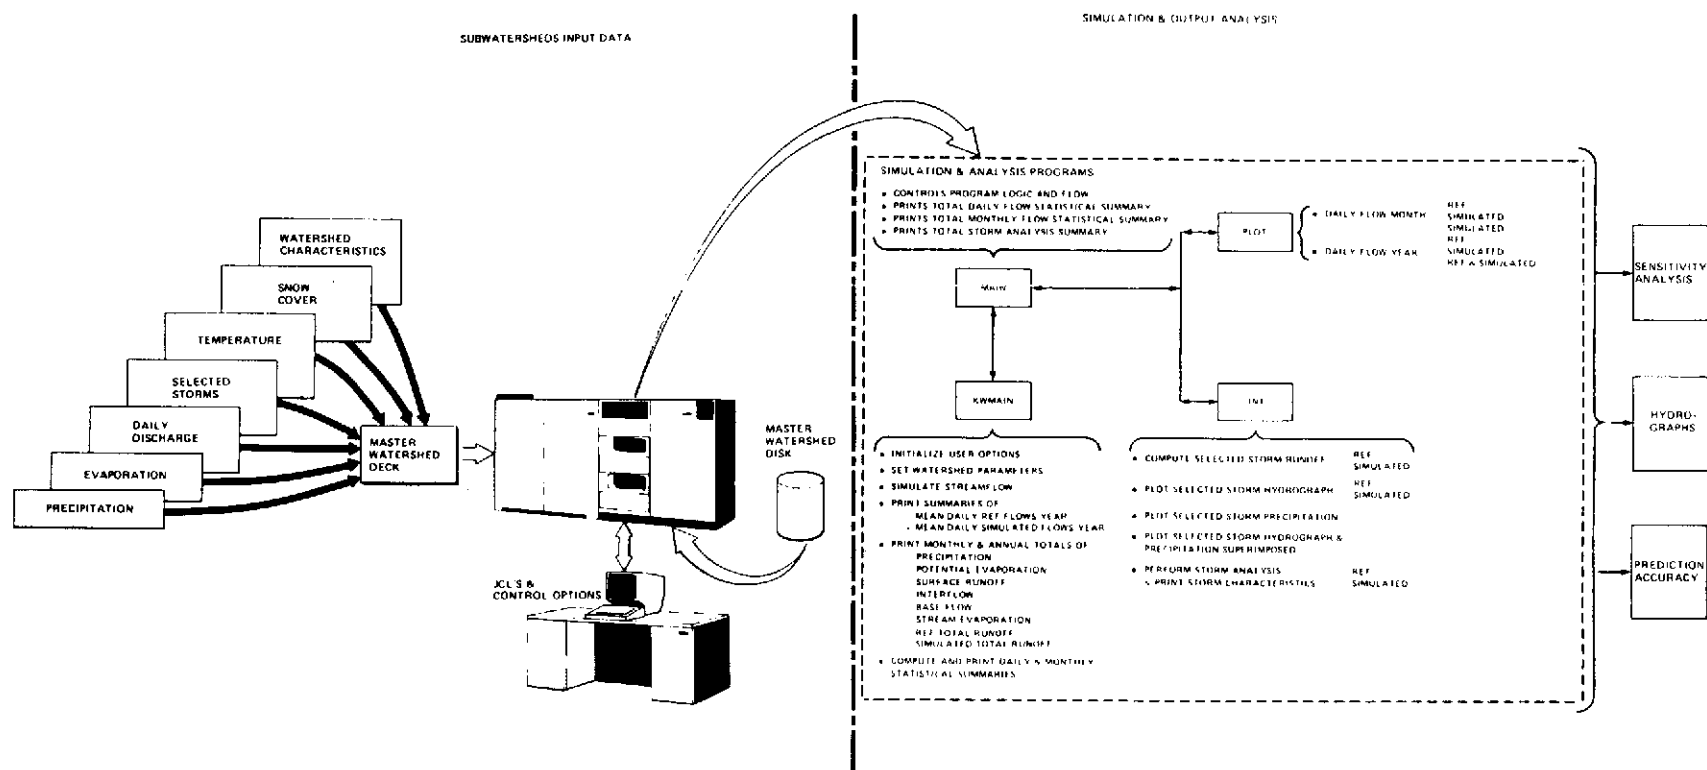 SUBWATERSHEDS INPUT DATA
WATERSHED
CHARACTERISTICS
SNOW
COVER
TEMPERATURE
SELECTED
STORMS
DAILY
DISCHARGE
EVAPORATION
PRECIPITATION
MASTER
WATERSHED
DECK
MASTER
WATERSHED
DISK
JCL'S &
CONTROL OPTIONS
SIMULATION & OUTPUT ANALYSIS
SIMULATION & ANALYSIS PROGRAMS
• CONTROLS PROGRAM LOGIC AND FLOW
• PRINTS TOTAL DAILY FLOW STATISTICAL SUMMARY
• PRINTS TOTAL MONTHLY FLOW STATISTICAL SUMMARY
• PRINTS TOTAL STORM ANALYSIS SUMMARY
MAIN
KWMAIN
PLOT
• DAILY FLOW MONTH REF
SIMULATED
SIMULATED
REF
• DAILY FLOW YEAR SIMULATED
REF & SIMULATED
• INITIALIZE USER OPTIONS
• SET WATERSHED PARAMETERS
• SIMULATE STREAMFLOW
• PRINT SUMMARIES OF
MEAN DAILY REF FLOWS YEAR
• MEAN DAILY SIMULATED FLOWS YEAR
• PRINT MONTHLY & ANNUAL TOTALS OF
PRECIPITATION
POTENTIAL EVAPORATION
SURFACE RUNOFF
INTERFLOW
BASE FLOW
STREAM EVAPORATION
REF TOTAL RUNOFF
SIMULATED TOTAL RUNOFF
• COMPUTE AND PRINT DAILY & MONTHLY
STATISTICAL SUMMARIES
• COMPUTE SELECTED STORM RUNOFF REF
SIMULATED
• PLOT SELECTED STORM HYDROGRAPH REF
SIMULATED
• PLOT SELECTED STORM PRECIPITATION
• PLOT SELECTED STORM HYDROGRAPH &
PRECIPITATION SUPERIMPOSED
• PERFORM STORM ANALYSIS REF
& PRINT STORM CHARACTERISTICS SIMULATED
SENSITIVITY
ANALYSIS
HYDRO-
GRAPHS
PREDICTION
ACCURACY